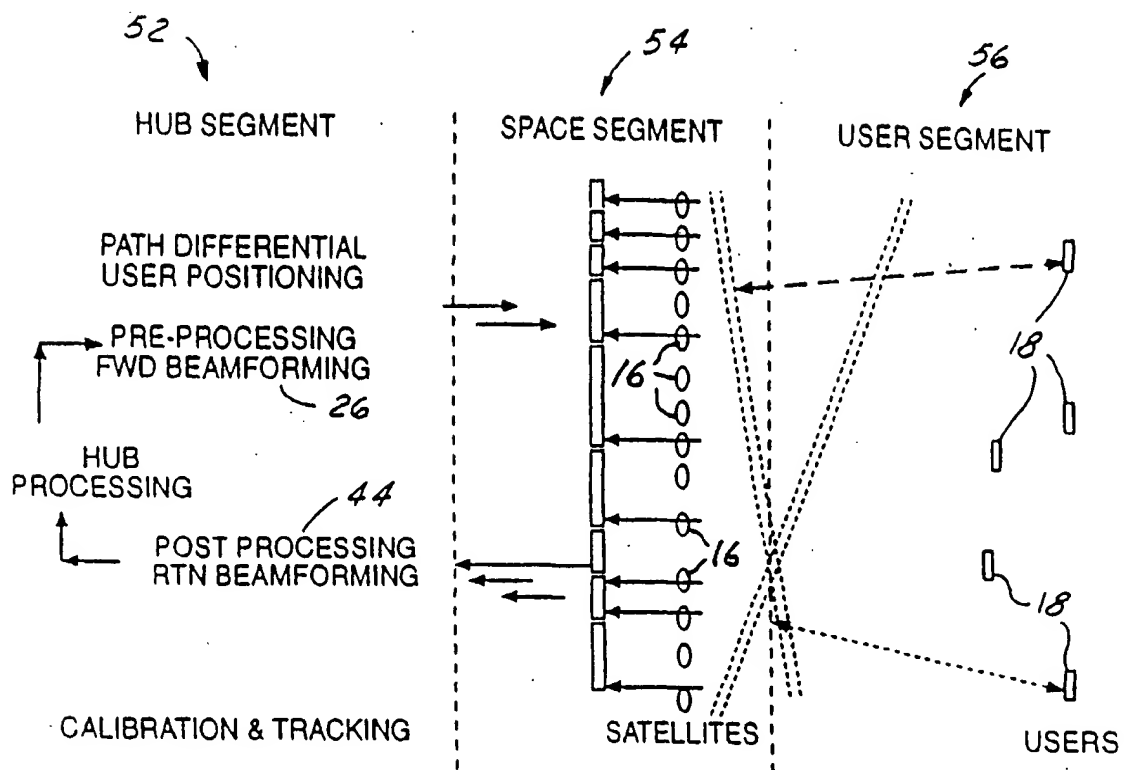 52
54
56
HUB SEGMENT
SPACE SEGMENT
USER SEGMENT
PATH DIFFERENTIAL
USER POSITIONING
PRE-PROCESSING
FWD BEAMFORMING
26
16
18
HUB
PROCESSING
44
POST PROCESSING
RTN BEAMFORMING
16
18
18
CALIBRATION & TRACKING
SATELLITES
USERS